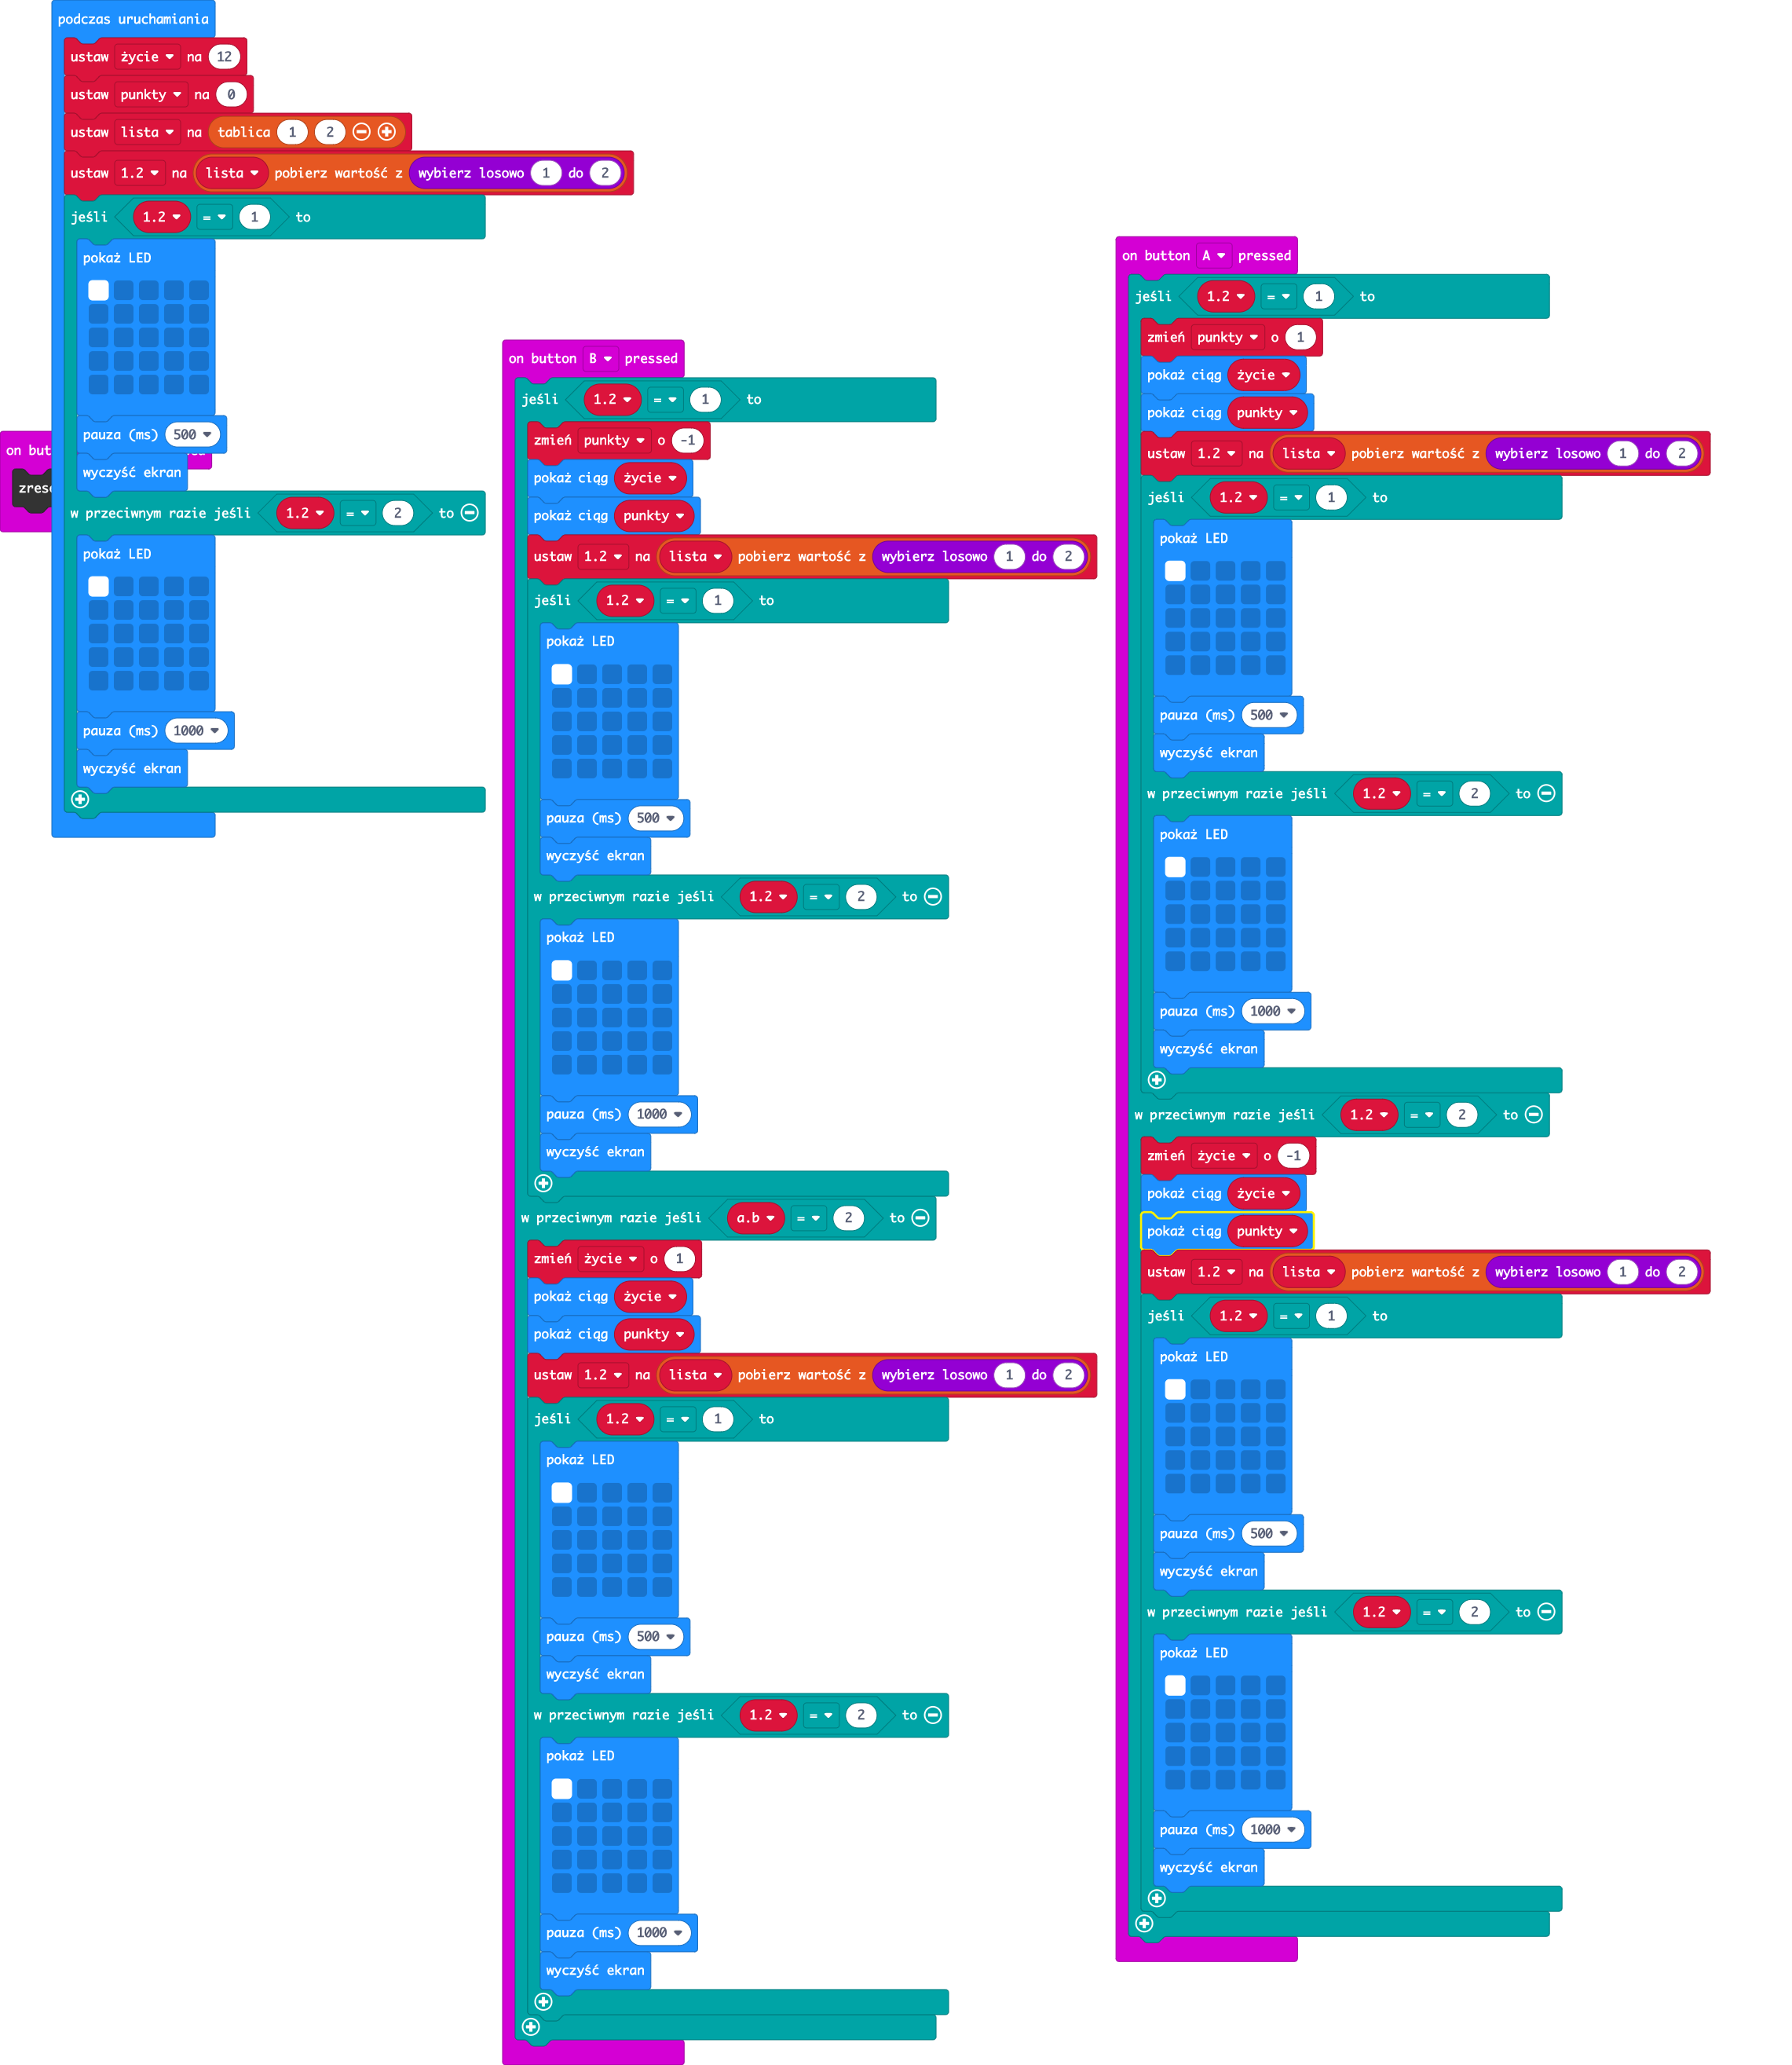 podczas uruchamiania
ustaw życie na 12
ustaw punkty na 0
ustaw lista na tablica 1 2
ustaw 1.2 na lista pobierz wartość z wybierz losowo 1 do 2
jeśli 1.2 = 1 to
pokaż LED
pauza (ms) 500
wyczyść ekran
w przeciwnym razie jeśli 1.2 = 2 to
pokaż LED
pauza (ms) 1000
wyczyść ekran
on button B pressed
jeśli 1.2 = 1 to
zmień punkty o -1
pokaż ciąg życie
pokaż ciąg punkty
ustaw 1.2 na lista pobierz wartość z wybierz losowo 1 do 2
jeśli 1.2 = 1 to
pokaż LED
pauza (ms) 500
wyczyść ekran
w przeciwnym razie jeśli 1.2 = 2 to
pokaż LED
pauza (ms) 1000
wyczyść ekran
w przeciwnym razie jeśli a.b = 2 to
zmień życie o 1
pokaż ciąg życie
pokaż ciąg punkty
ustaw 1.2 na lista pobierz wartość z wybierz losowo 1 do 2
jeśli 1.2 = 1 to
pokaż LED
pauza (ms) 500
wyczyść ekran
w przeciwnym razie jeśli 1.2 = 2 to
pokaż LED
pauza (ms) 1000
wyczyść ekran
on button A pressed
jeśli 1.2 = 1 to
zmień punkty o 1
pokaż ciąg życie
pokaż ciąg punkty
ustaw 1.2 na lista pobierz wartość z wybierz losowo 1 do 2
jeśli 1.2 = 1 to
pokaż LED
pauza (ms) 500
wyczyść ekran
w przeciwnym razie jeśli 1.2 = 2 to
pokaż LED
pauza (ms) 1000
wyczyść ekran
w przeciwnym razie jeśli 1.2 = 2 to
zmień życie o -1
pokaż ciąg życie
pokaż ciąg punkty
ustaw 1.2 na lista pobierz wartość z wybierz losowo 1 do 2
jeśli 1.2 = 1 to
pokaż LED
pauza (ms) 500
wyczyść ekran
w przeciwnym razie jeśli 1.2 = 2 to
pokaż LED
pauza (ms) 1000
wyczyść ekran
on